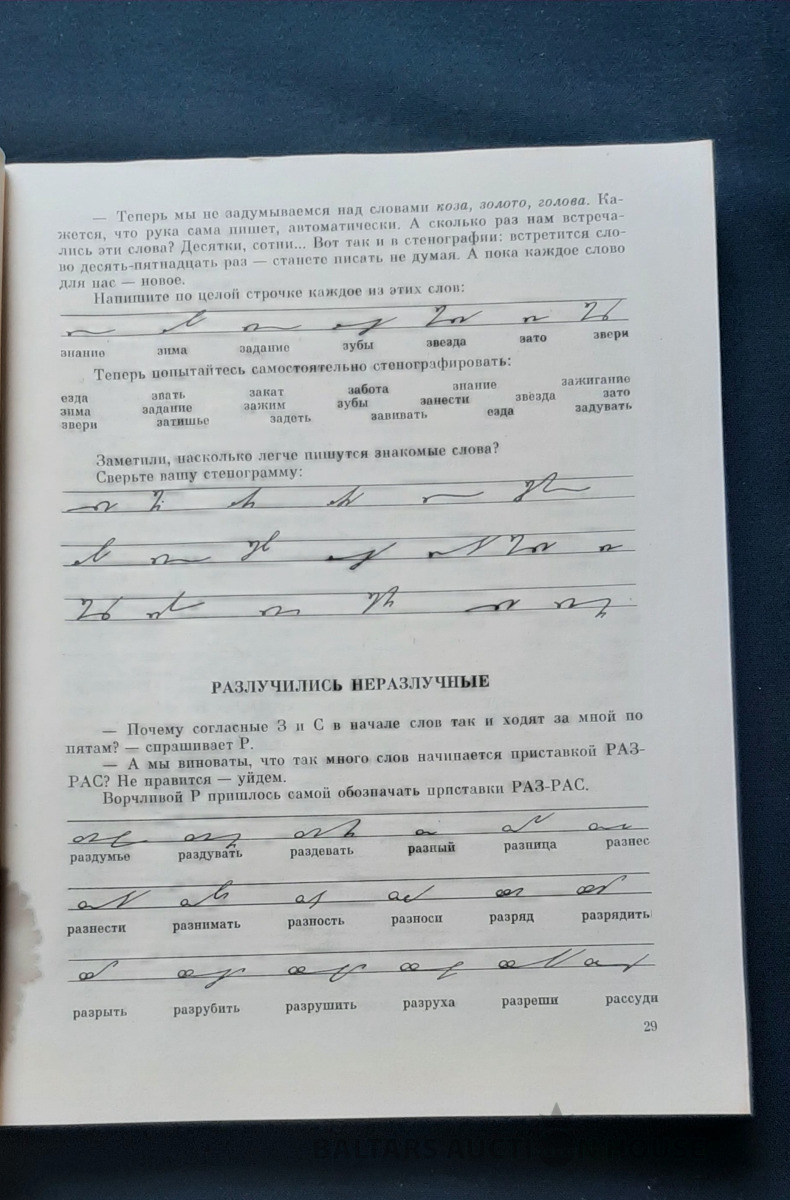 — Теперь мы не задумываемся над словами коза, золото, голова. Ка-
жется, что рука сама пишет, автоматически. А сколько раз нам встреча-
лись эти слова? Десятки, сотни... Вот так и в стенографии: встретится сло-
во десять-пятнадцать раз — станете писать не думая. А пока каждое слово
для нас — новое.
Напишите по целой строчке каждое из этих слов:
знание зима задание зубы звезда зато звери
Теперь попытайтесь самостоятельно стенографировать:
езда звать закат забота знание зажигание
зима задание зажим зубы занести звезда зато
звери затишье задеть завивать езда задувать
Заметили, насколько легче пишутся знакомые слова?
Сверьте вашу стенограмму:
РАЗЛУЧИЛИСЬ НЕРАЗЛУЧНЫЕ
— Почему согласные З и С в начале слов так и ходят за мной по
пятам? — спрашивает Р.
— А мы виноваты, что так много слов начинается приставкой РАЗ-
РАС? Не правится — уйдем.
Ворчливой Р пришлось самой обозначать приставки РАЗ-РАС.
раздумье раздувать раздевать разный разница разнес
разнести разнимать разность разноси разряд разрядить
разрыть разрубить разрушить разруха разреши рассуди
29
BALTARS AUCTION HOUSE